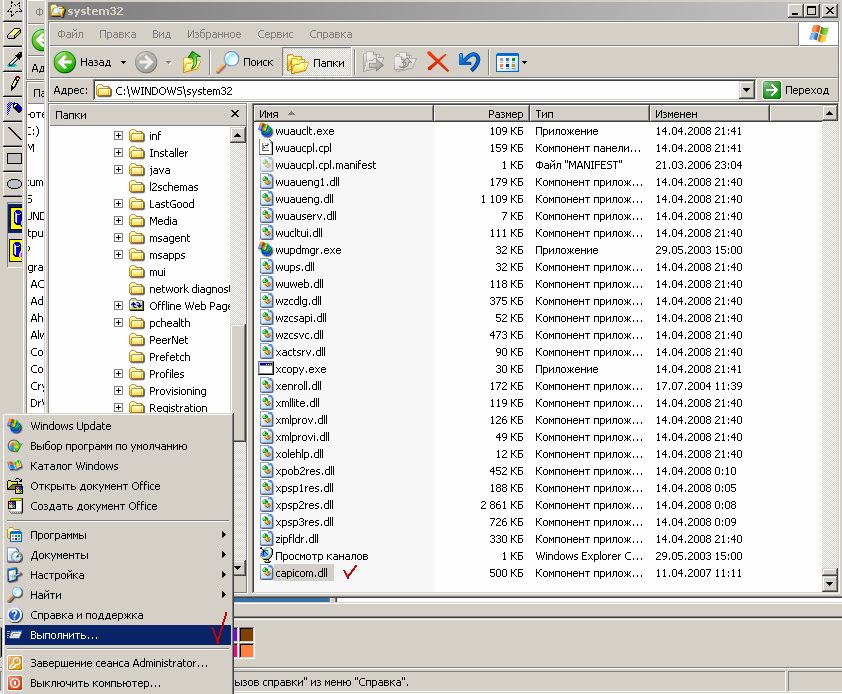 system32
Файл Правка Вид Избранное Сервис Справка
Назад Поиск Папки
Адрес: C:\WINDOWS\system32 Переход
Папки
Имя Размер Тип Изменен
inf
Installer
java
l2schemas
LastGood
Media
msagent
msapps
mui
network diagnost
Offline Web Page
pchealth
PeerNet
Prefetch
Profiles
Provisioning
Registration
wuauclt.exe 109 КБ Приложение 14.04.2008 21:41
wuaucpl.cpl 159 КБ Компонент панели... 14.04.2008 21:41
wuaucpl.cpl.manifest 1 КБ Файл "MANIFEST" 21.03.2006 23:04
wuaueng1.dll 179 КБ Компонент прилож... 14.04.2008 21:40
wuaueng.dll 1 109 КБ Компонент прилож... 14.04.2008 21:40
wuauserv.dll 7 КБ Компонент прилож... 14.04.2008 21:40
wucltui.dll 111 КБ Компонент прилож... 14.04.2008 21:40
wupdmgr.exe 32 КБ Приложение 29.05.2003 15:00
wups.dll 32 КБ Компонент прилож... 14.04.2008 21:40
wuweb.dll 118 КБ Компонент прилож... 14.04.2008 21:40
wzcdlg.dll 375 КБ Компонент прилож... 14.04.2008 21:40
wzcsapi.dll 52 КБ Компонент прилож... 14.04.2008 21:40
wzcsvc.dll 473 КБ Компонент прилож... 14.04.2008 21:40
xactsrv.dll 90 КБ Компонент прилож... 14.04.2008 21:40
xcopy.exe 30 КБ Приложение 14.04.2008 21:41
xenroll.dll 172 КБ Компонент прилож... 17.07.2004 11:39
xmllite.dll 119 КБ Компонент прилож... 14.04.2008 21:40
xmlprov.dll 126 КБ Компонент прилож... 14.04.2008 21:40
xmlprovi.dll 49 КБ Компонент прилож... 14.04.2008 21:40
xolehlp.dll 12 КБ Компонент прилож... 14.04.2008 21:40
xpob2res.dll 452 КБ Компонент прилож... 14.04.2008 0:10
xpsp1res.dll 188 КБ Компонент прилож... 14.04.2008 0:05
xpsp2res.dll 2 861 КБ Компонент прилож... 14.04.2008 0:08
xpsp3res.dll 726 КБ Компонент прилож... 14.04.2008 0:09
zipfldr.dll 330 КБ Компонент прилож... 14.04.2008 21:40
Просмотр каналов 1 КБ Windows Explorer C... 29.05.2003 15:00
capicom.dll 500 КБ Компонент прилож... 11.04.2007 11:11
Windows Update
Выбор программ по умолчанию
Каталог Windows
Открыть документ Office
Создать документ Office
Программы
Документы
Настройка
Найти
Справка и поддержка
Выполнить...
Завершение сеанса Administrator...
Выключить компьютер...
ызов справки" из меню "Справка".